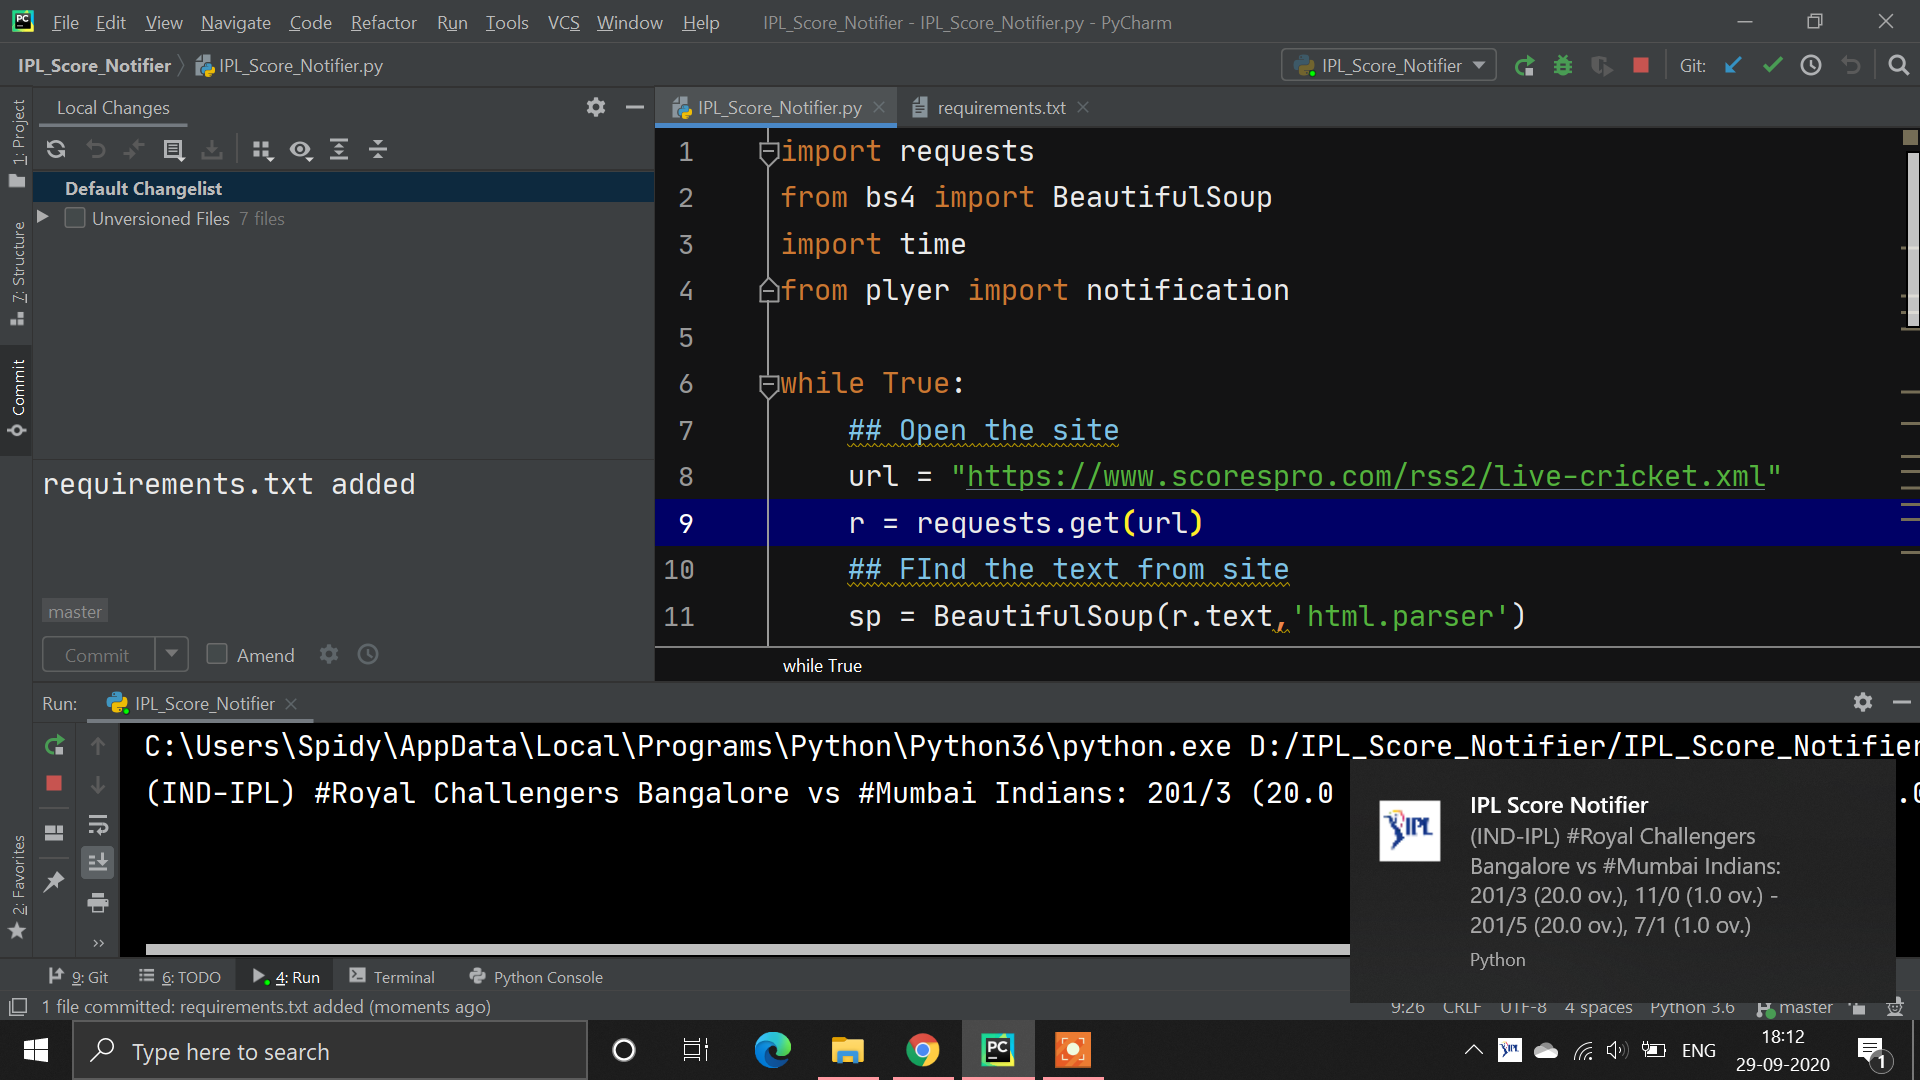 File Edit View Navigate Code Refactor Run Tools VCS Window Help IPL_Score_Notifier - IPL_Score_Notifier.py - PyCharm
IPL_Score_Notifier IPL_Score_Notifier.py IPL_Score_Notifier Git:
1: Project
7: Structure
Commit
2: Favorites
Local Changes
Default Changelist
Unversioned Files 7 files
requirements.txt added
master
Commit Amend
IPL_Score_Notifier.py requirements.txt
1 import requests
2 from bs4 import BeautifulSoup
3 import time
4 from plyer import notification
5
6 while True:
7 ## Open the site
8 url = "https://www.scorespro.com/rss2/live-cricket.xml"
9 r = requests.get(url)
10 ## FInd the text from site
11 sp = BeautifulSoup(r.text,'html.parser')
while True
Run: IPL_Score_Notifier
C:\Users\Spidy\AppData\Local\Programs\Python\Python36\python.exe D:/IPL_Score_Notifier/IPL_Score_Notifier
(IND-IPL) #Royal Challengers Bangalore vs #Mumbai Indians: 201/3 (20.0
IPL
IPL Score Notifier
(IND-IPL) #Royal Challengers
Bangalore vs #Mumbai Indians:
201/3 (20.0 ov.), 11/0 (1.0 ov.) -
201/5 (20.0 ov.), 7/1 (1.0 ov.)
Python
9: Git 6: TODO 4: Run Terminal Python Console
1 file committed: requirements.txt added (moments ago) 9:26 CRLF UTF-8 4 spaces Python 3.6 master
Type here to search PC ENG 18:12
29-09-2020 1